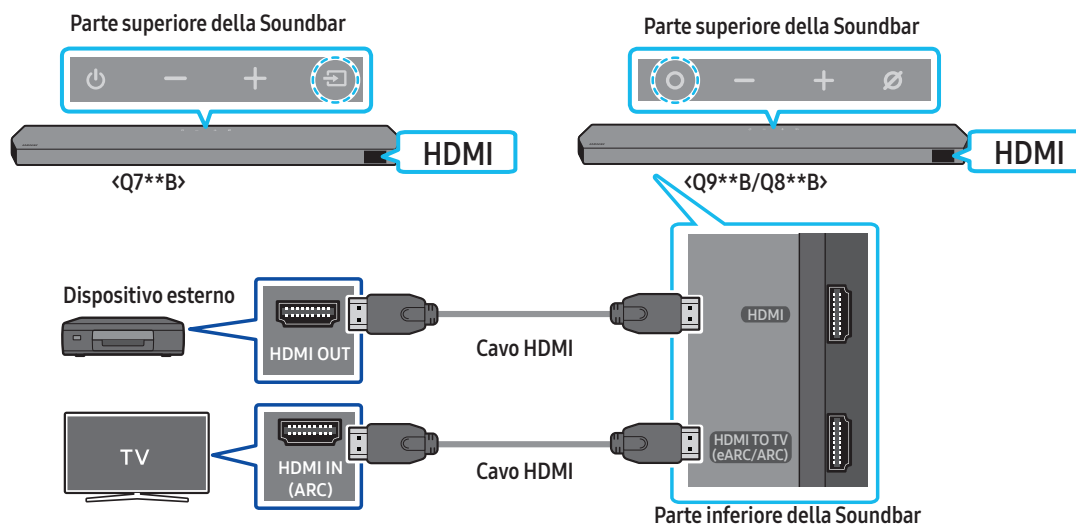 Parte superiore della Soundbar
Parte superiore della Soundbar
HDMI
HDMI
<Q7**B>
<Q9**B/Q8**B>
Dispositivo esterno
HDMI OUT
Cavo HDMI
HDMI
TV
HDMI IN
(ARC)
Cavo HDMI
HDMI TO TV
(eARC/ARC)
Parte inferiore della Soundbar